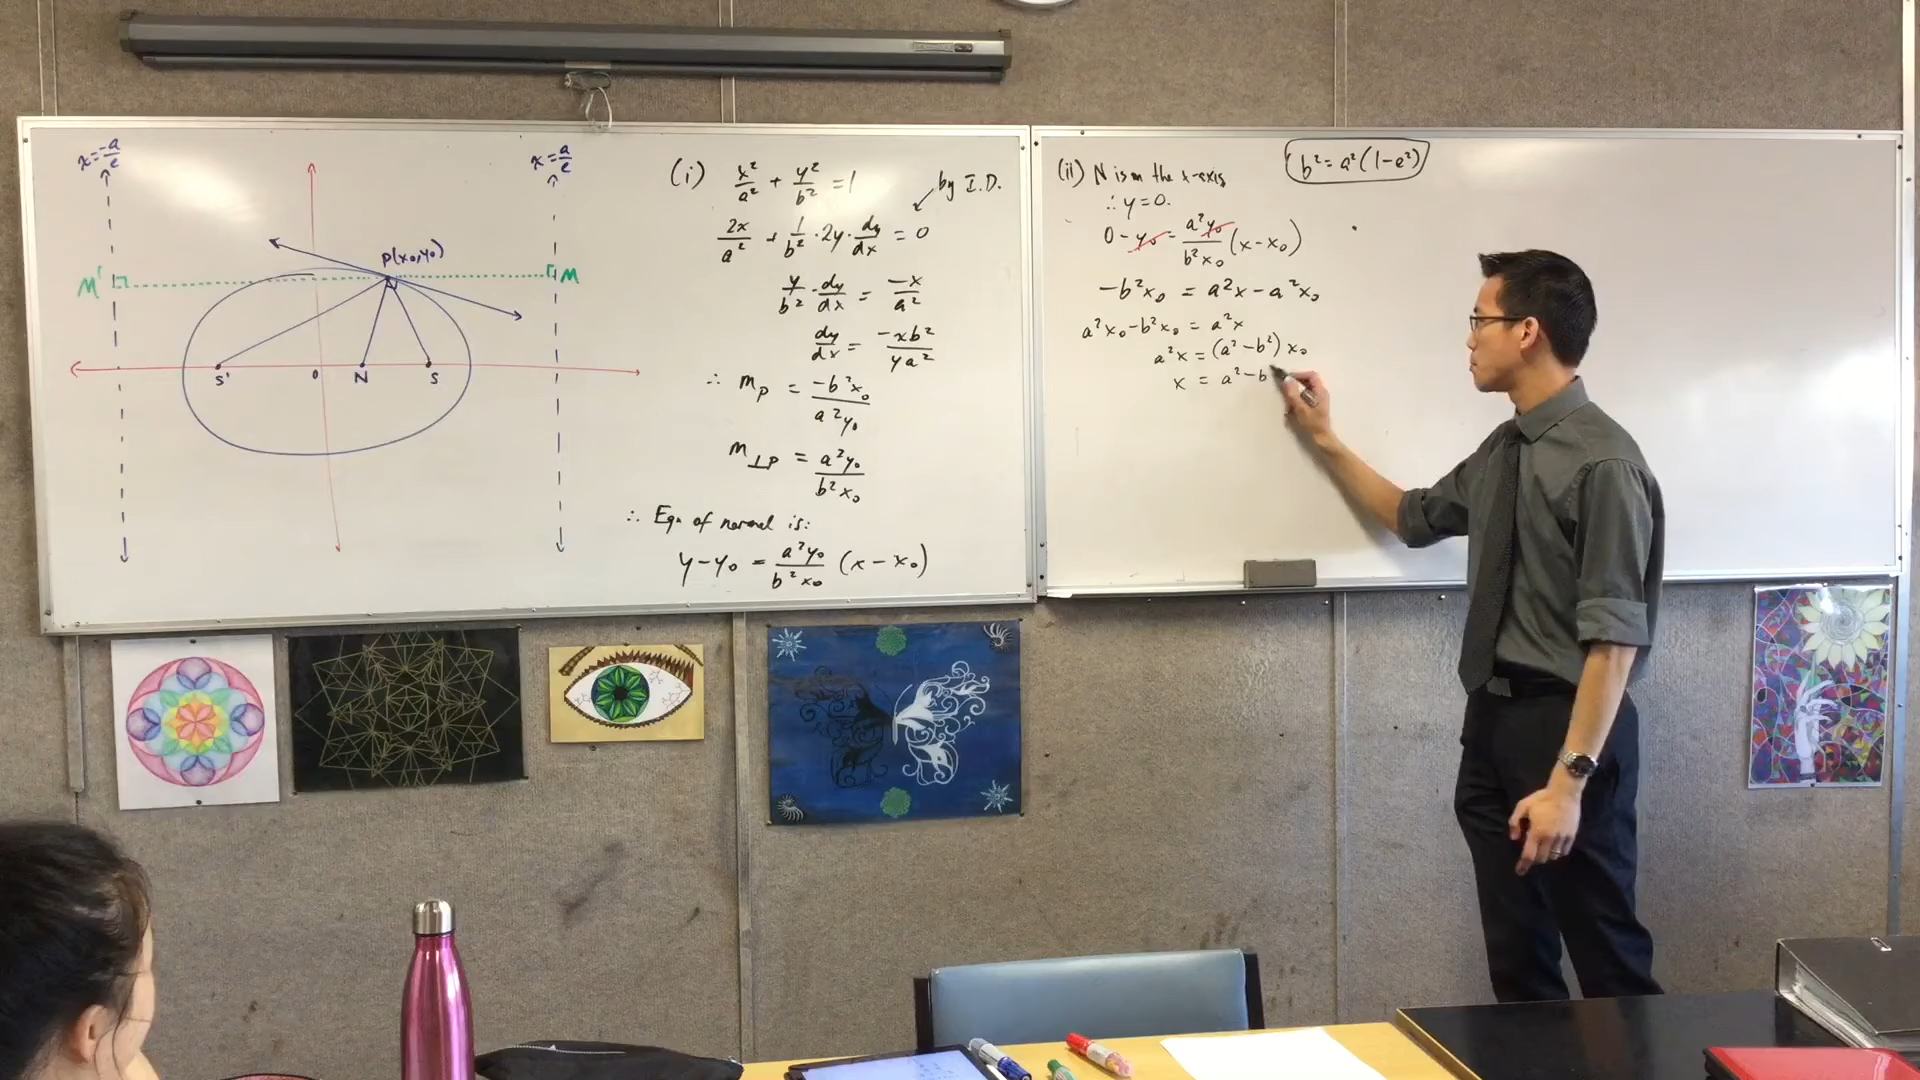 x = -a/e
x = a/e
P(x₀,y₀)
M'
M
S'
O
N
S
(i) x²/a² + y²/b² = 1
by I.D.
2x/a² + 1/b² · 2y · dy/dx = 0
y/b² · dy/dx = -x/a²
dy/dx = -xb²/ya²
∴ m_P = -b²x₀/a²y₀
m_⊥P = a²y₀/b²x₀
∴ Eqn of normal is:
y-y₀ = a²y₀/b²x₀ (x-x₀)
(ii) N is on the x-axis
b² = a²(1-e²)
∴ y = 0.
0 - y₀ = a²y₀/b²x₀ (x-x₀)
-b²x₀ = a²x - a²x₀
a²x₀ - b²x₀ = a²x
a²x = (a²-b²) x₀
x = a² - b